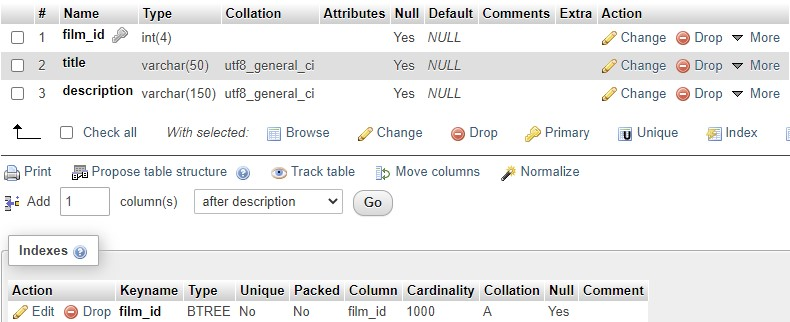 # Name Type Collation Attributes Null Default Comments Extra Action
1 film_id int(4) Yes NULL Change Drop More
2 title varchar(50) utf8_general_ci Yes NULL Change Drop More
3 description varchar(150) utf8_general_ci Yes NULL Change Drop More
Check all With selected: Browse Change Drop Primary Unique Index
Print Propose table structure Track table Move columns Normalize
Add 1 column(s) after description Go
Indexes
Action Keyname Type Unique Packed Column Cardinality Collation Null Comment
Edit Drop film_id BTREE No No film_id 1000 A Yes